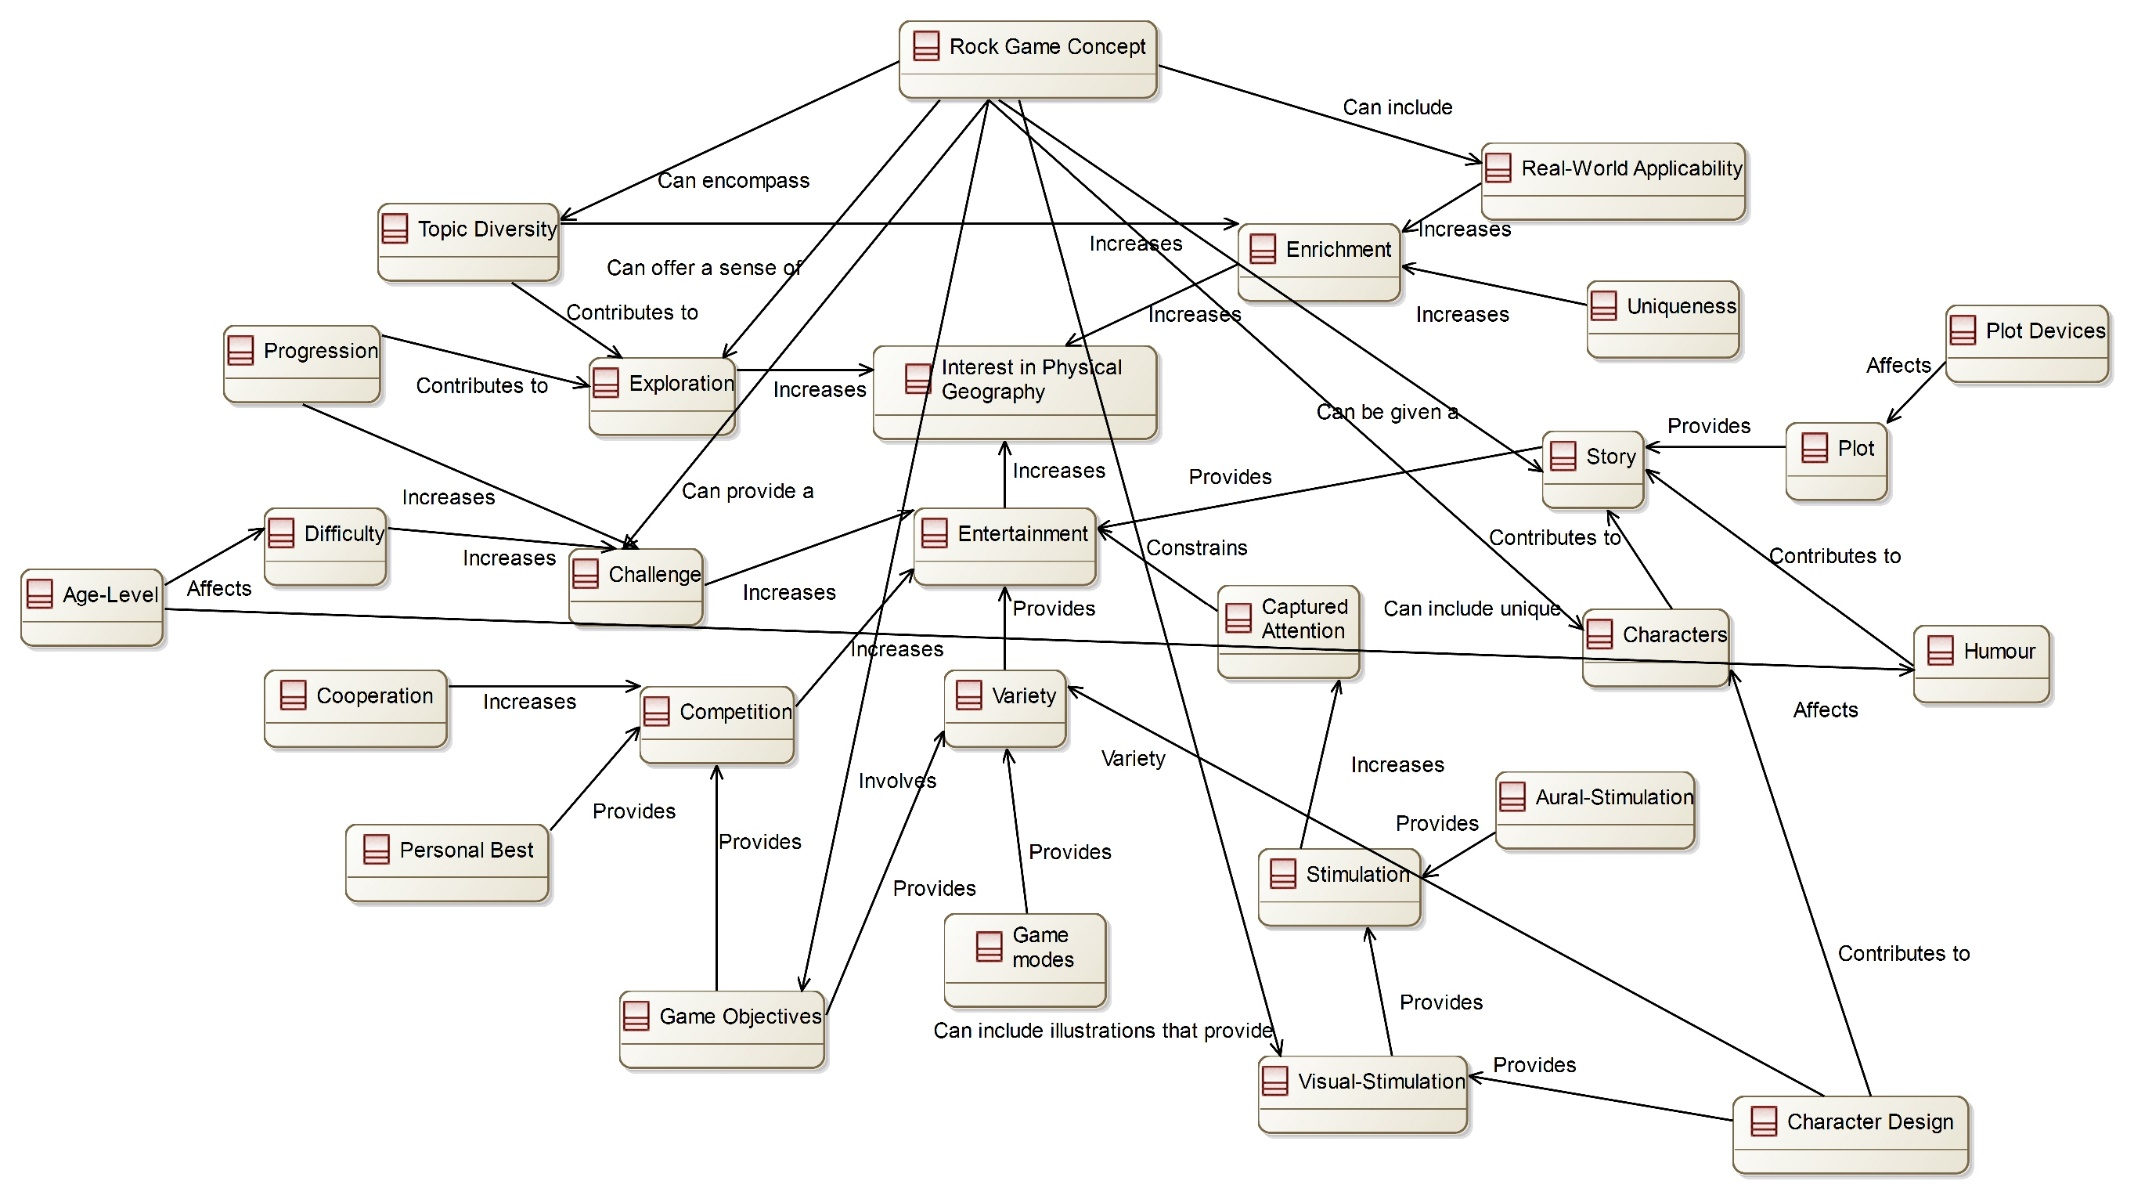 Rock Game Concept
Can include
Real-World Applicability
Can encompass
Topic Diversity
Increases
Increases
Enrichment
Can offer a sense of
Contributes to
Increases
Increases
Uniqueness
Plot Devices
Progression
Contributes to
Exploration
Increases
Interest in Physical
Geography
Affects
Can be given a
Provides
Plot
Story
Increases
Provides
Increases
Can provide a
Difficulty
Entertainment
Constrains
Contributes to
Contributes to
Increases
Challenge
Age-Level
Affects
Increases
Provides
Captured
Attention
Can include unique
Characters
Humour
Increases
Cooperation
Increases
Competition
Variety
Affects
Variety
Increases
Involves
Aural-Stimulation
Provides
Provides
Provides
Personal Best
Provides
Provides
Stimulation
Game
modes
Contributes to
Provides
Game Objectives
Can include illustrations that provide
Provides
Visual-Stimulation
Provides
Character Design